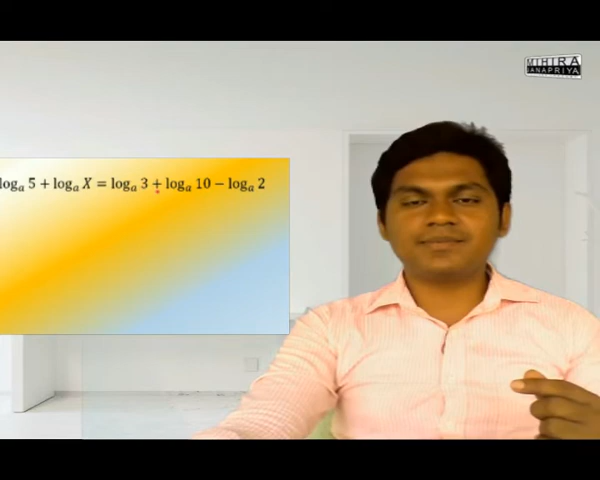 MIHIRA
JANAPRIYA
logₐ 5 + logₐ X = logₐ 3 + logₐ 10 − logₐ 2